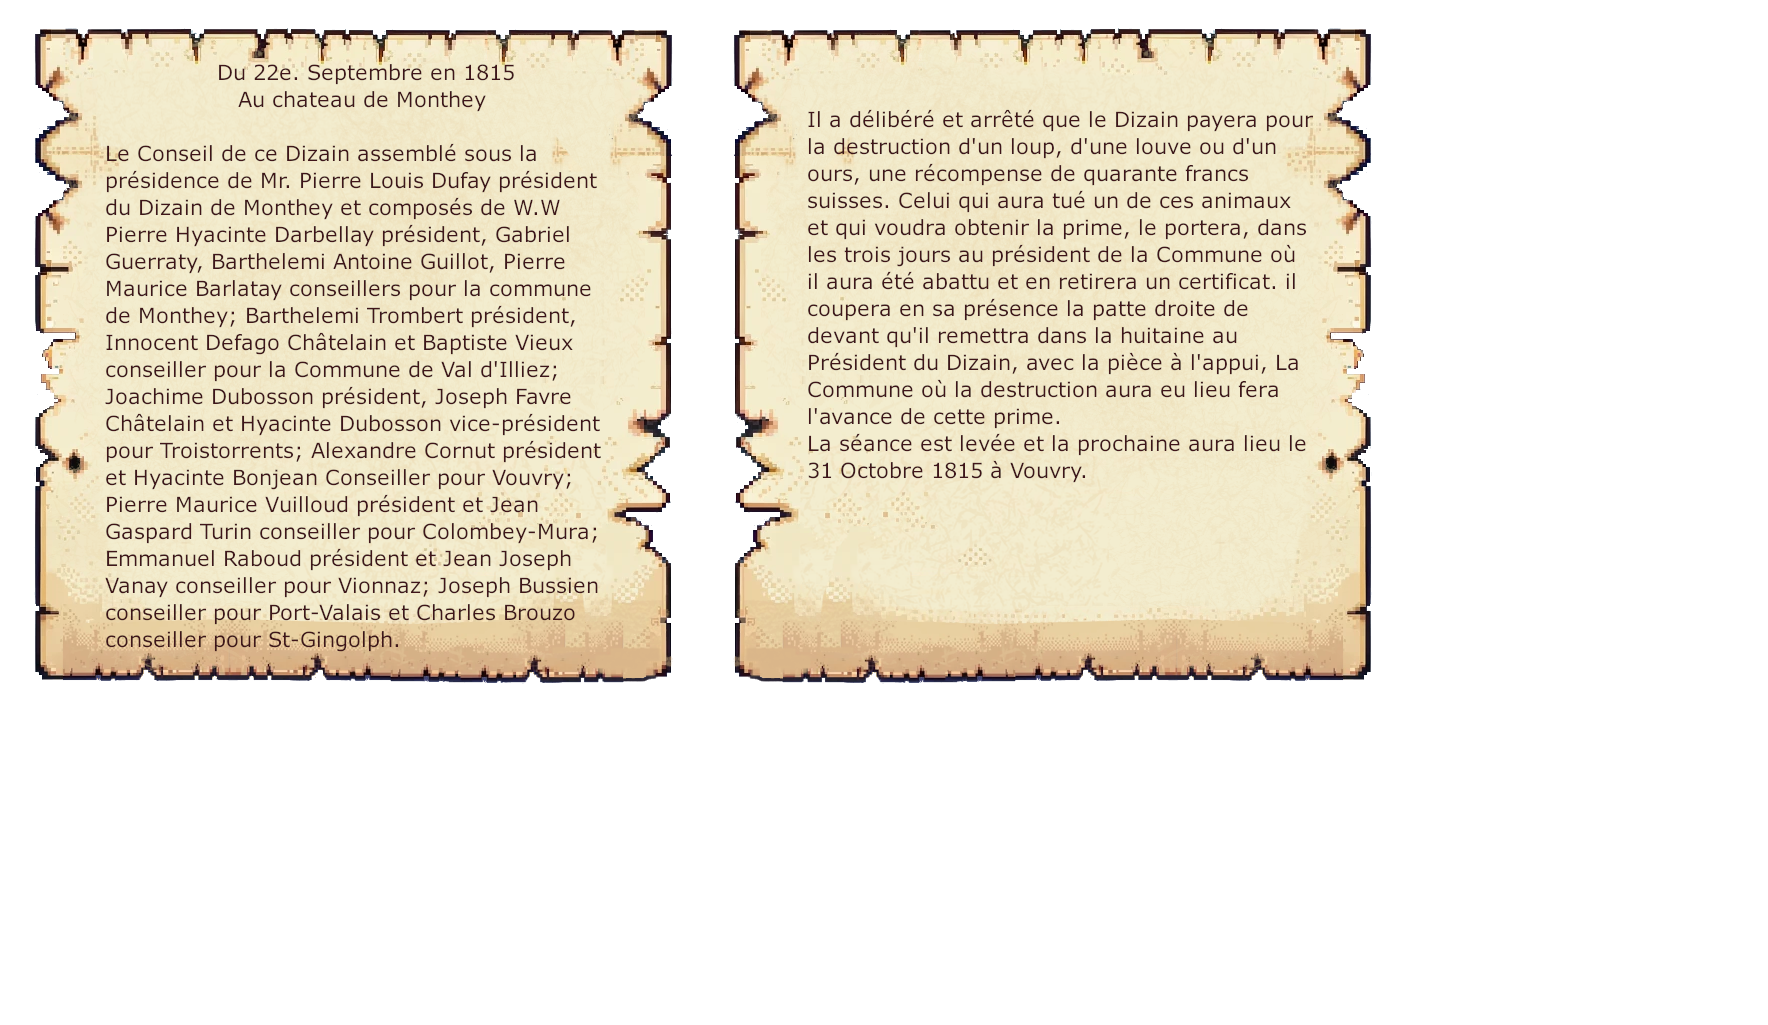 Du 22e. Septembre en 1815
Au chateau de Monthey
Le Conseil de ce Dizain assemblé sous la
présidence de Mr. Pierre Louis Dufay président
du Dizain de Monthey et composés de W.W
Pierre Hyacinte Darbellay président, Gabriel
Guerraty, Barthelemi Antoine Guillot, Pierre
Maurice Barlatay conseillers pour la commune
de Monthey; Barthelemi Trombert président,
Innocent Defago Châtelain et Baptiste Vieux
conseiller pour la Commune de Val d'Illiez;
Joachime Dubosson président, Joseph Favre
Châtelain et Hyacinte Dubosson vice-président
pour Troistorrents; Alexandre Cornut président
et Hyacinte Bonjean Conseiller pour Vouvry;
Pierre Maurice Vuilloud président et Jean
Gaspard Turin conseiller pour Colombey-Mura;
Emmanuel Raboud président et Jean Joseph
Vanay conseiller pour Vionnaz; Joseph Bussien
conseiller pour Port-Valais et Charles Brouzo
conseiller pour St-Gingolph.
Il a délibéré et arrêté que le Dizain payera pour
la destruction d'un loup, d'une louve ou d'un
ours, une récompense de quarante francs
suisses. Celui qui aura tué un de ces animaux
et qui voudra obtenir la prime, le portera, dans
les trois jours au président de la Commune où
il aura été abattu et en retirera un certificat. il
coupera en sa présence la patte droite de
devant qu'il remettra dans la huitaine au
Président du Dizain, avec la pièce à l'appui, La
Commune où la destruction aura eu lieu fera
l'avance de cette prime.
La séance est levée et la prochaine aura lieu le
31 Octobre 1815 à Vouvry.